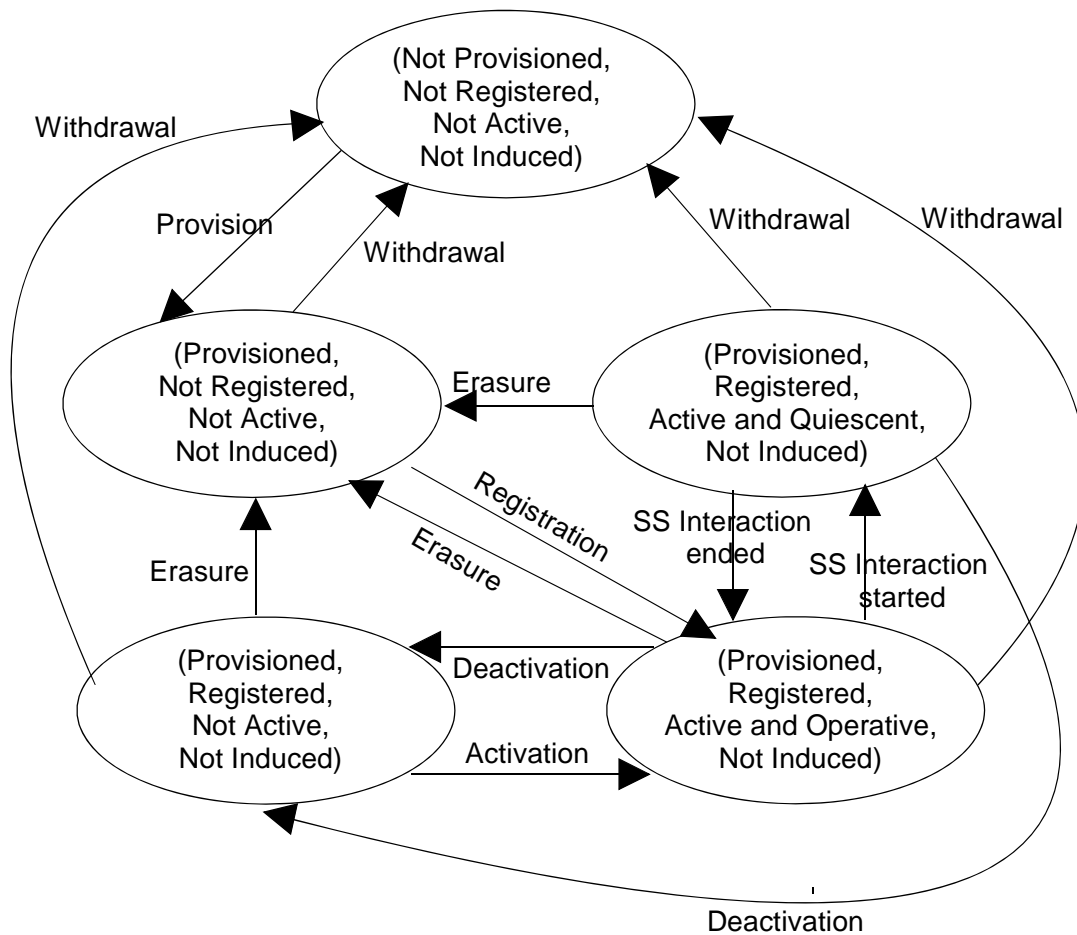 (Not Provisioned,
Not Registered,
Not Active,
Not Induced)
Withdrawal
Provision
Withdrawal
Withdrawal
Withdrawal
(Provisioned,
Not Registered,
Not Active,
Not Induced)
Erasure
(Provisioned,
Registered,
Active and Quiescent,
Not Induced)
Registration
Erasure
SS Interaction
ended
SS Interaction
started
Erasure
(Provisioned,
Registered,
Not Active,
Not Induced)
Deactivation
Activation
(Provisioned,
Registered,
Active and Operative,
Not Induced)
Deactivation